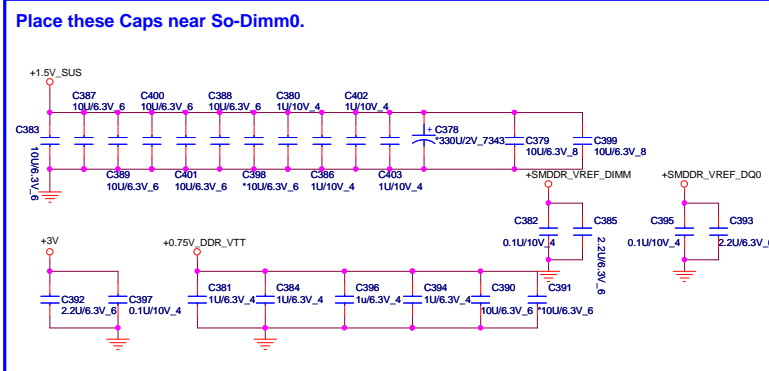 Place these Caps near So-Dimm0.
+1.5V_SUS
C387
10U/6.3V_6
C400
10U/6.3V_6
C388
10U/6.3V_6
C380
1U/10V_4
C402
1U/10V_4
C383
10U/6.3V_6
+
C378
*330U/2V_7343
C379
10U/6.3V_8
C399
10U/6.3V_8
C389
10U/6.3V_6
C401
10U/6.3V_6
C398
*10U/6.3V_6
C386
1U/10V_4
C403
1U/10V_4
+SMDDR_VREF_DIMM
+SMDDR_VREF_DQ0
C382
0.1U/10V_4
C385
2.2U/6.3V_6
C395
0.1U/10V_4
C393
2.2U/6.3V_6
+3V
+0.75V_DDR_VTT
C392
2.2U/6.3V_6
C397
0.1U/10V_4
C381
1U/6.3V_4
C384
1U/6.3V_4
C396
1u/6.3V_4
C394
1U/6.3V_4
C390
10U/6.3V_6
C391
*10U/6.3V_6